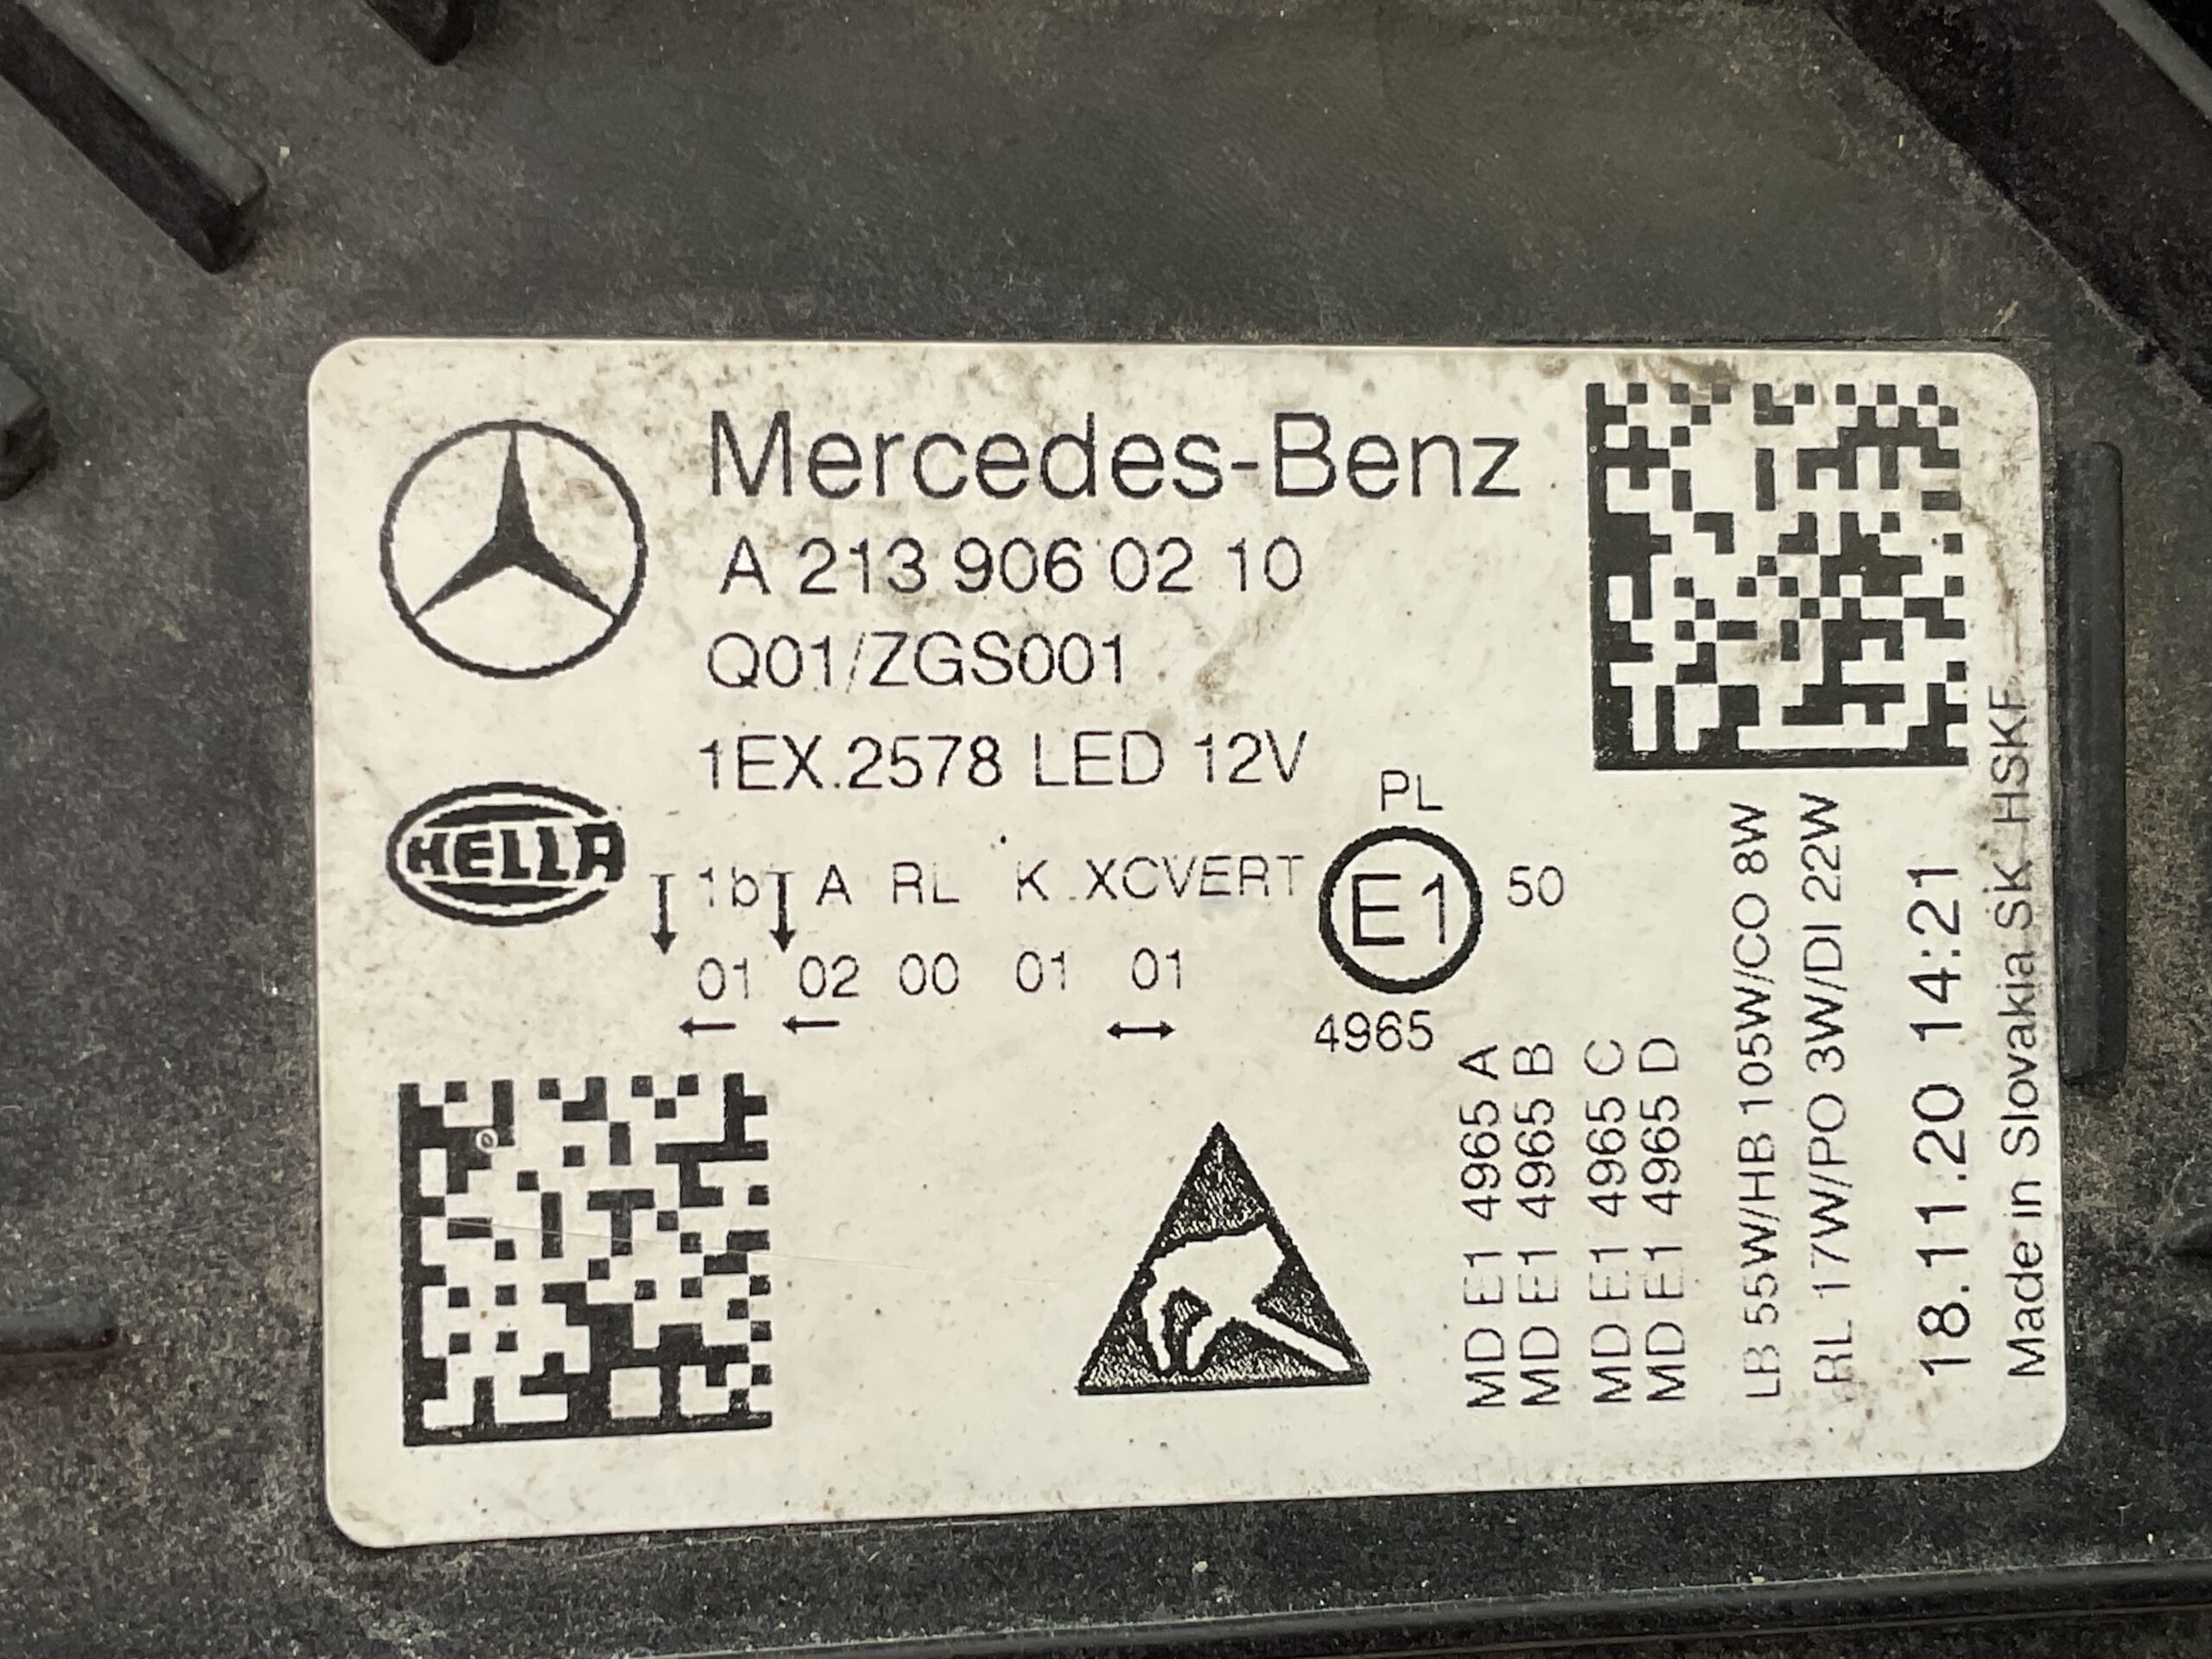 Mercedes-Benz
A 213 906 02 10
Q01/ZGS001
1EX.2578 LED 12V
HELLA
1b A RL K XCVERT
01 02 00 01 01
PL
E1
50
4965
MD E1 4965 A
MD E1 4965 B
MD E1 4965 C
MD E1 4965 D
LB 55W/HB 105W/CO 8W
RL 17W/PO 3W/DI 22W
18.11.20 14:21
Made in Slovakia SK HSKF